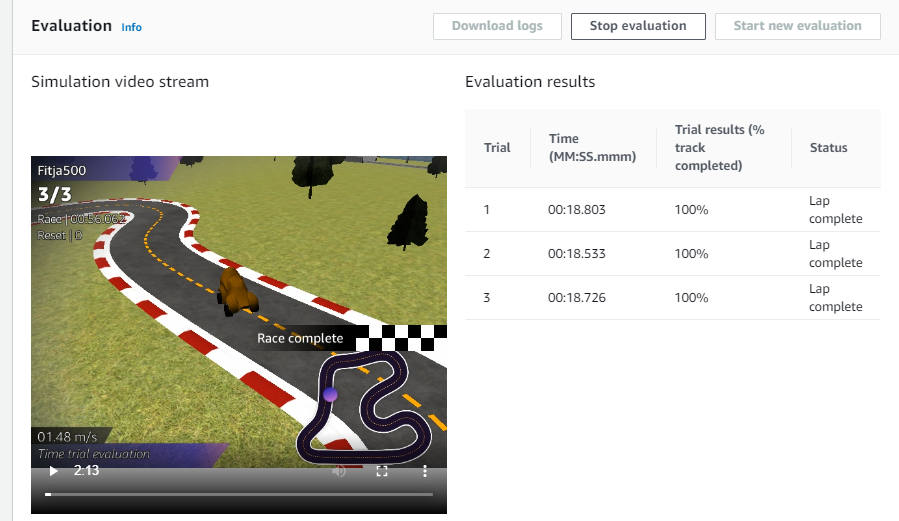 Evaluation Info
Download logs
Stop evaluation
Start new evaluation
Simulation video stream
Evaluation results
Trial
Time
(MM:SS.mmm)
Trial results (%
track
completed)
Status
1
00:18.803
100%
Lap
complete
2
00:18.533
100%
Lap
complete
3
00:18.726
100%
Lap
complete
Fitja500
3/3
Race | 00:56.062
Reset | 0
Race complete
01.48 m/s
Time trial evaluation
2:13